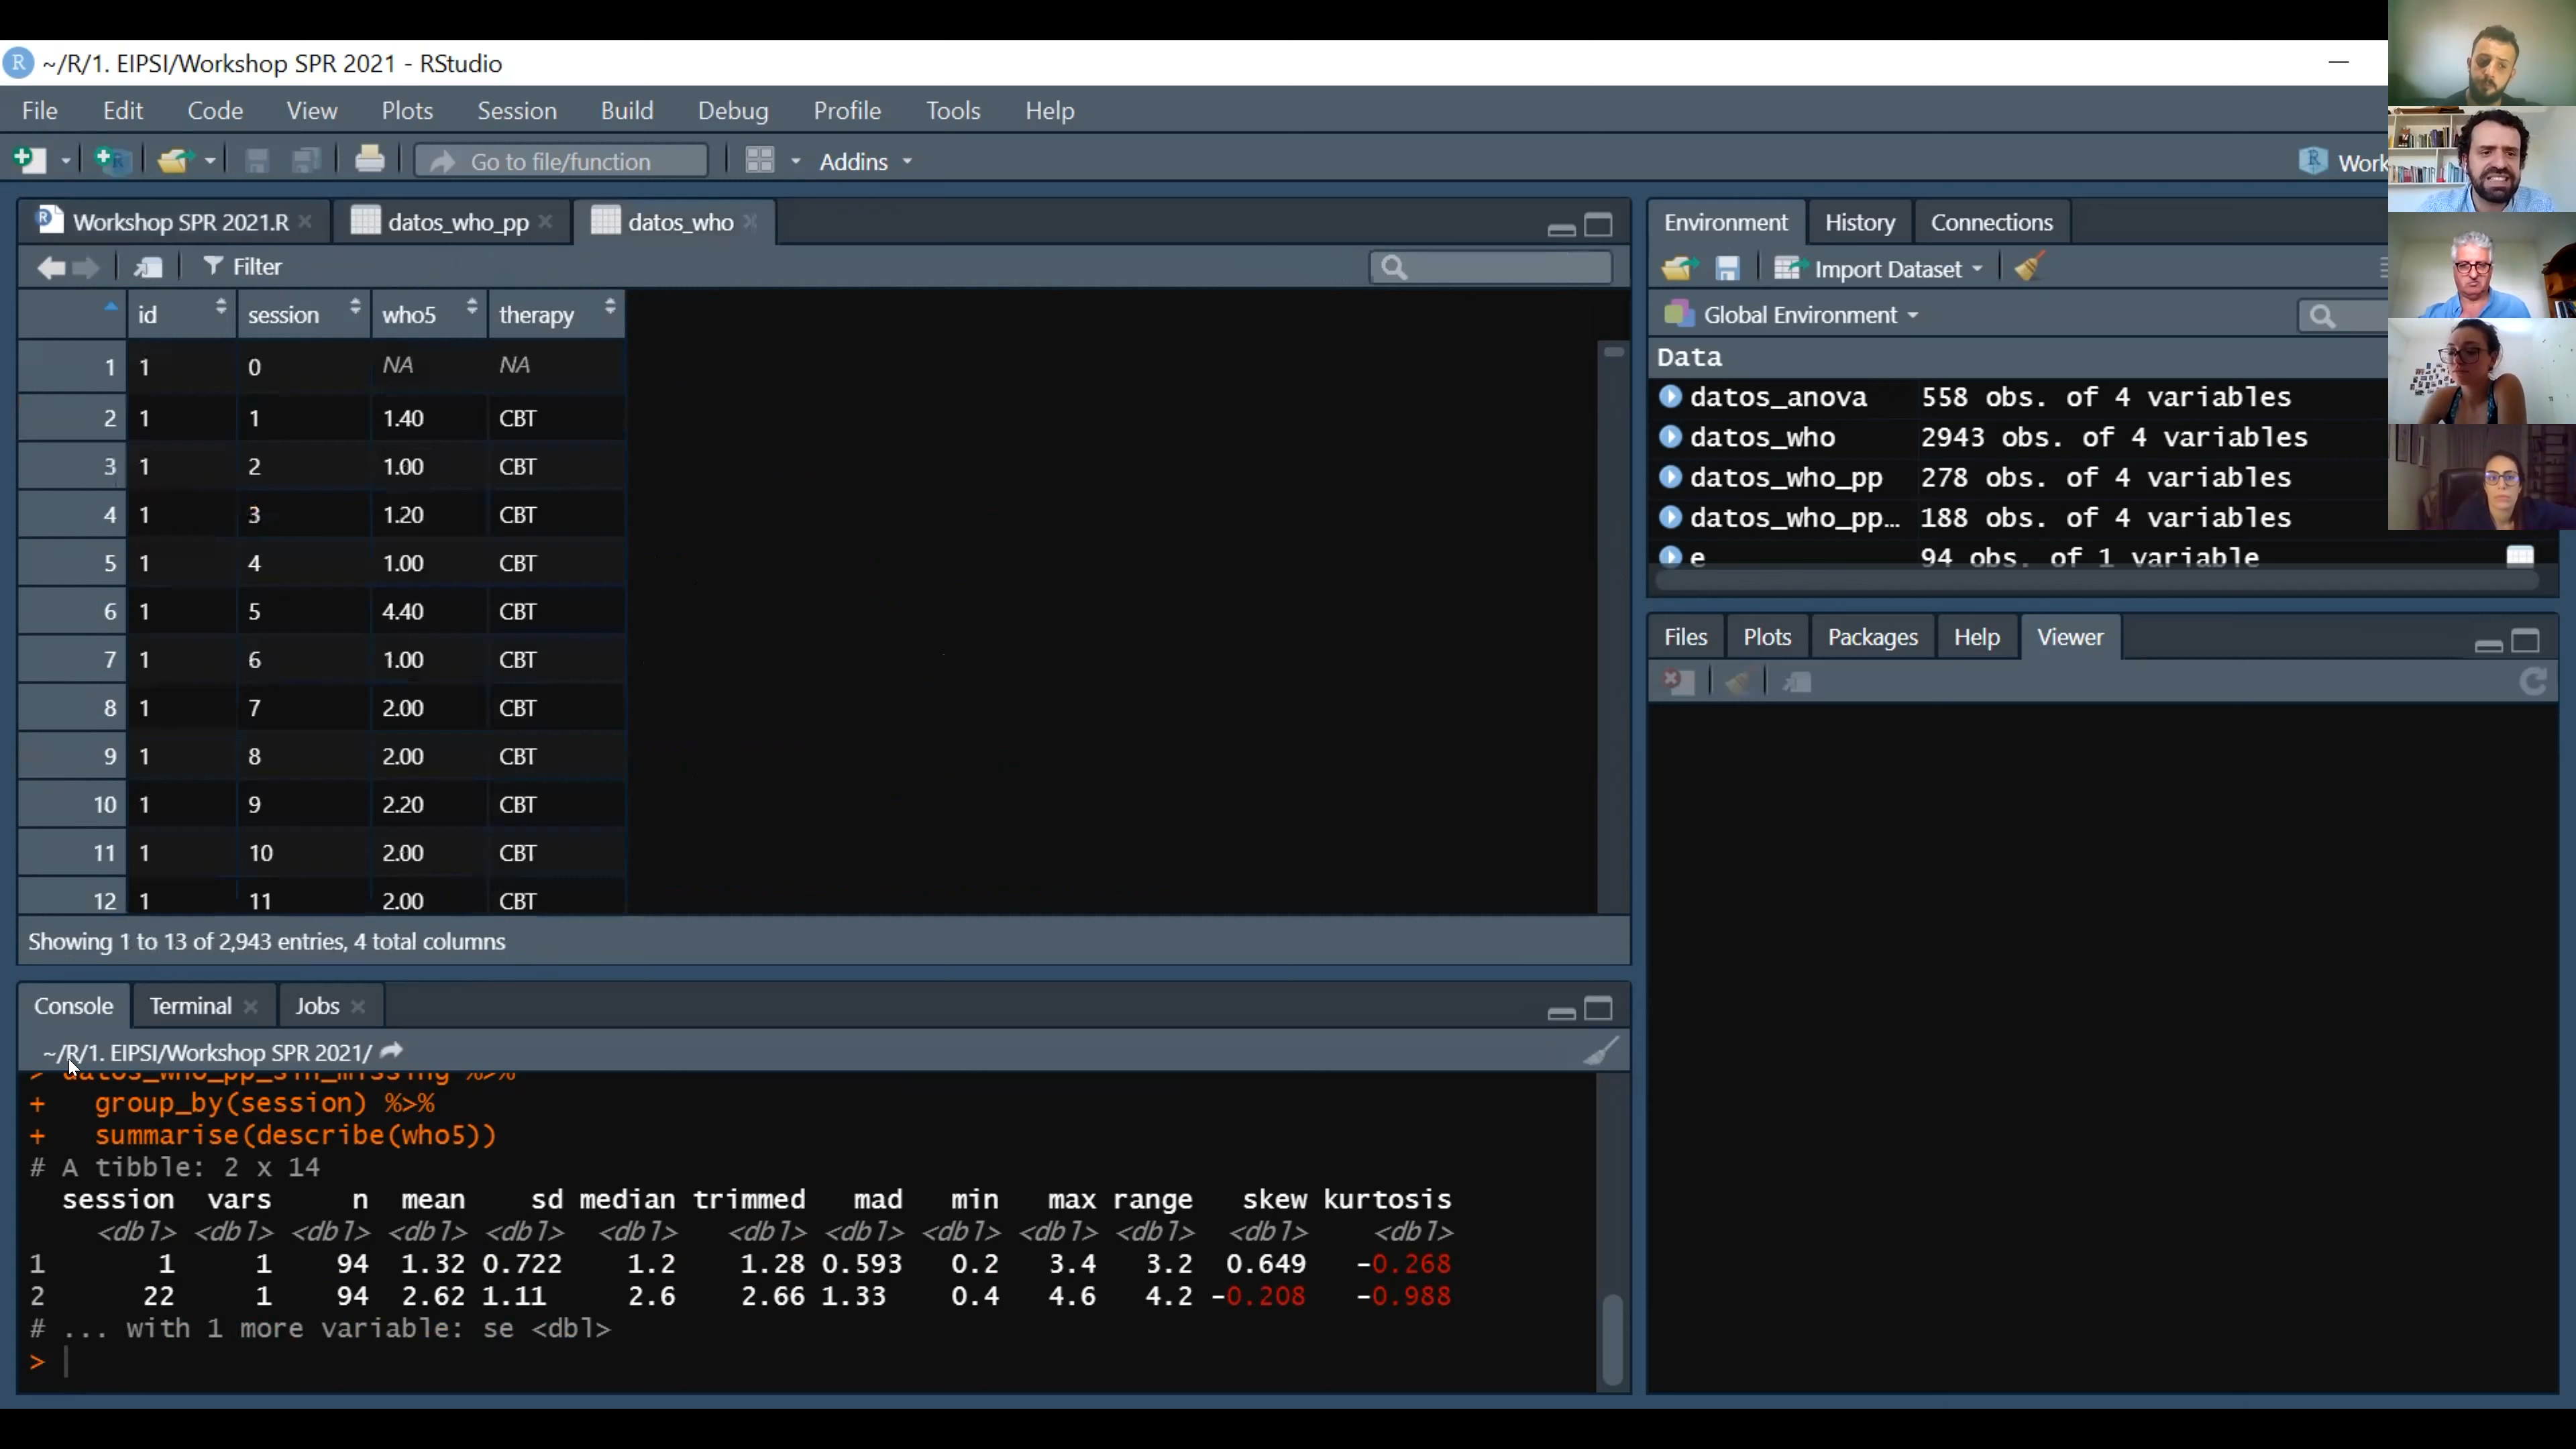 ~/R/1. EIPSI/Workshop SPR 2021 - RStudio
File Edit Code View Plots Session Build Debug Profile Tools Help
Go to file/function Addins
Workshop SPR 2021.R datos_who_pp datos_who
Filter
id session who5 therapy
1 1 0 NA NA
2 1 1 1.40 CBT
3 1 2 1.00 CBT
4 1 3 1.20 CBT
5 1 4 1.00 CBT
6 1 5 4.40 CBT
7 1 6 1.00 CBT
8 1 7 2.00 CBT
9 1 8 2.00 CBT
10 1 9 2.20 CBT
11 1 10 2.00 CBT
12 1 11 2.00 CBT
Showing 1 to 13 of 2,943 entries, 4 total columns
Console Terminal Jobs
~/R/1. EIPSI/Workshop SPR 2021/
> datos_who_pp_sin_missing %>%
+ group_by(session) %>%
+ summarise(describe(who5))
# A tibble: 2 x 14
session vars n mean sd median trimmed mad min max range skew kurtosis
<dbl> <dbl> <dbl> <dbl> <dbl> <dbl> <dbl> <dbl> <dbl> <dbl> <dbl> <dbl> <dbl>
1 1 1 94 1.32 0.722 1.2 1.28 0.593 0.2 3.4 3.2 0.649 -0.268
2 22 1 94 2.62 1.11 2.6 2.66 1.33 0.4 4.6 4.2 -0.208 -0.988
# ... with 1 more variable: se <dbl>
>
Work
Environment History Connections
Import Dataset
Global Environment
Data
datos_anova 558 obs. of 4 variables
datos_who 2943 obs. of 4 variables
datos_who_pp 278 obs. of 4 variables
datos_who_pp… 188 obs. of 4 variables
e 94 obs. of 1 variable
Files Plots Packages Help Viewer